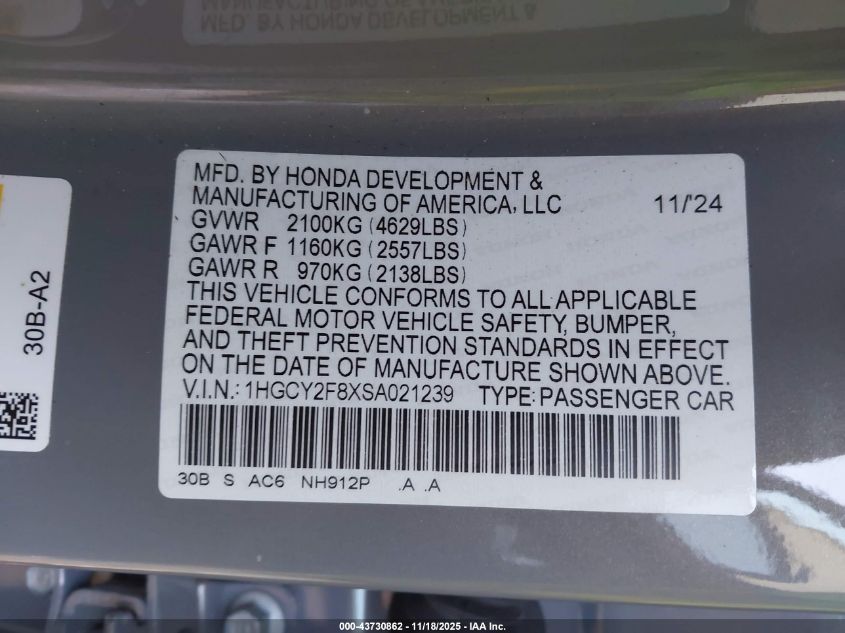 MFD. BY HONDA DEVELOPMENT &
MANUFACTURING OF AMERICA, LLC 11/'24
GVWR 2100KG (4629LBS)
GAWR F 1160KG (2557LBS)
GAWR R 970KG (2138LBS)
THIS VEHICLE CONFORMS TO ALL APPLICABLE
FEDERAL MOTOR VEHICLE SAFETY, BUMPER,
AND THEFT PREVENTION STANDARDS IN EFFECT
ON THE DATE OF MANUFACTURE SHOWN ABOVE.
V.I.N.: 1HGCY2F8XSA021239 TYPE: PASSENGER CAR
30B S AC6 NH912P .A .A
30B-A2
000-43730862 - 11/18/2025 - IAA Inc.